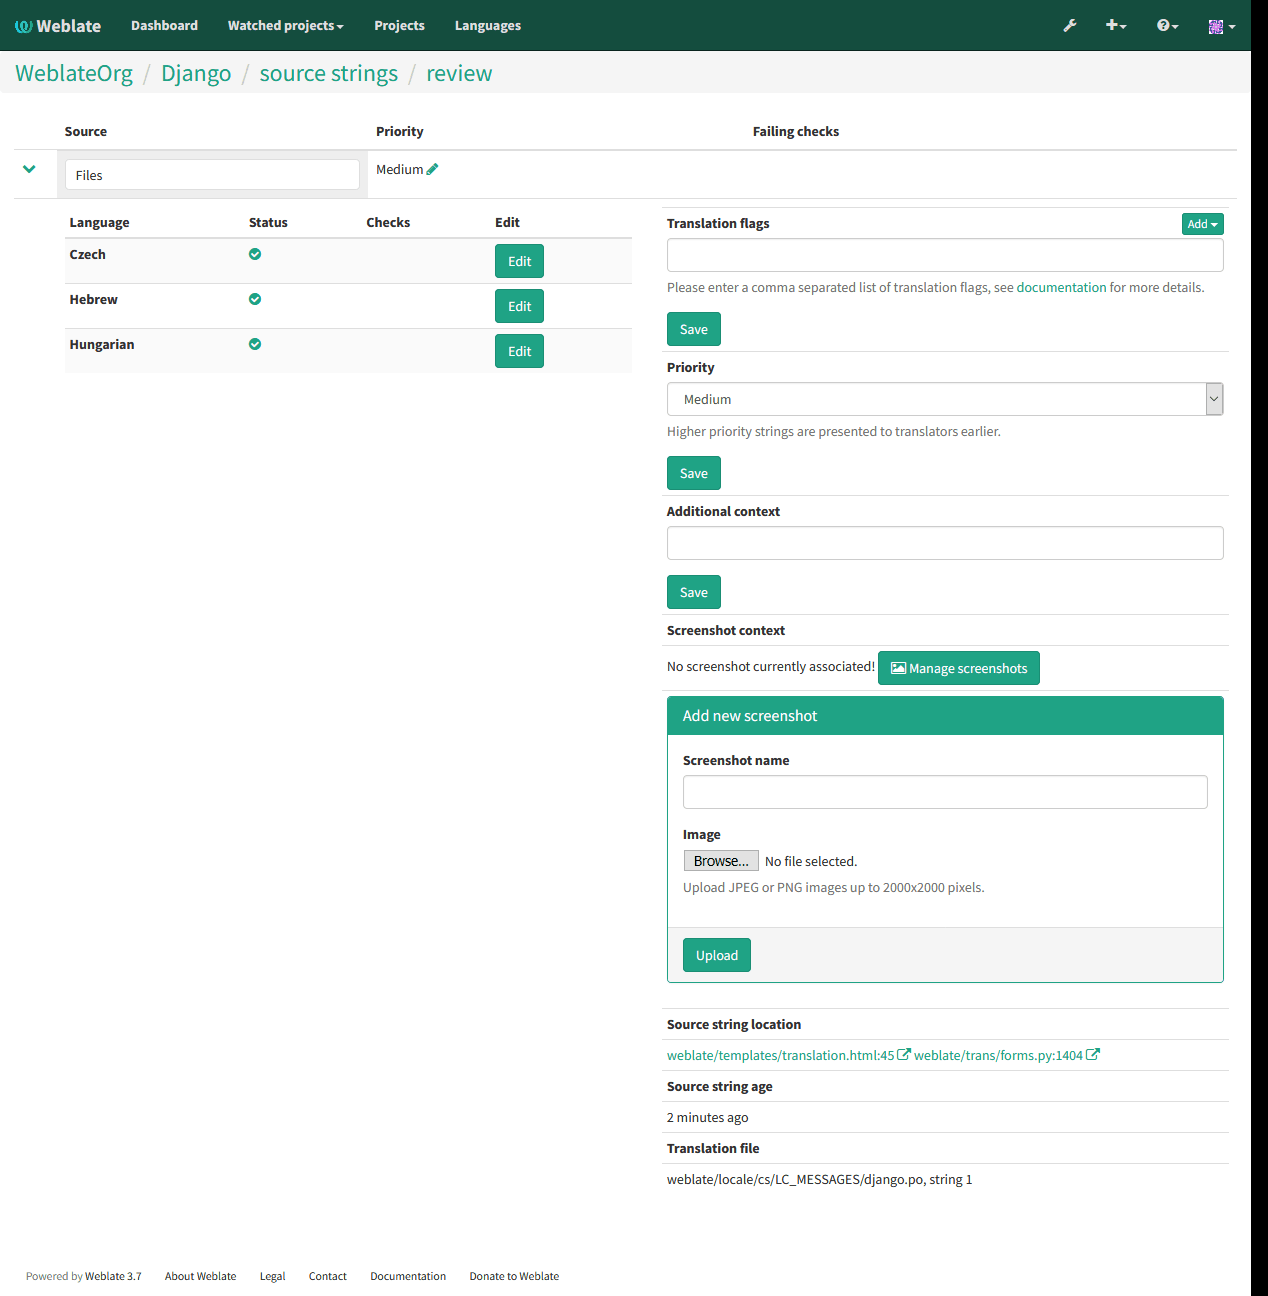 Weblate Dashboard Watched projects Projects Languages
WeblateOrg / Django / source strings / review
Source Priority Failing checks
Files Medium
Language Status Checks Edit
Czech Edit
Hebrew Edit
Hungarian Edit
Translation flags Add
Please enter a comma separated list of translation flags, see documentation for more details.
Save
Priority
Medium
Higher priority strings are presented to translators earlier.
Save
Additional context
Save
Screenshot context
No screenshot currently associated! Manage screenshots
Add new screenshot
Screenshot name
Image
Browse... No file selected.
Upload JPEG or PNG images up to 2000x2000 pixels.
Upload
Source string location
weblate/templates/translation.html:45 weblate/trans/forms.py:1404
Source string age
2 minutes ago
Translation file
weblate/locale/cs/LC_MESSAGES/django.po, string 1
Powered by Weblate 3.7 About Weblate Legal Contact Documentation Donate to Weblate